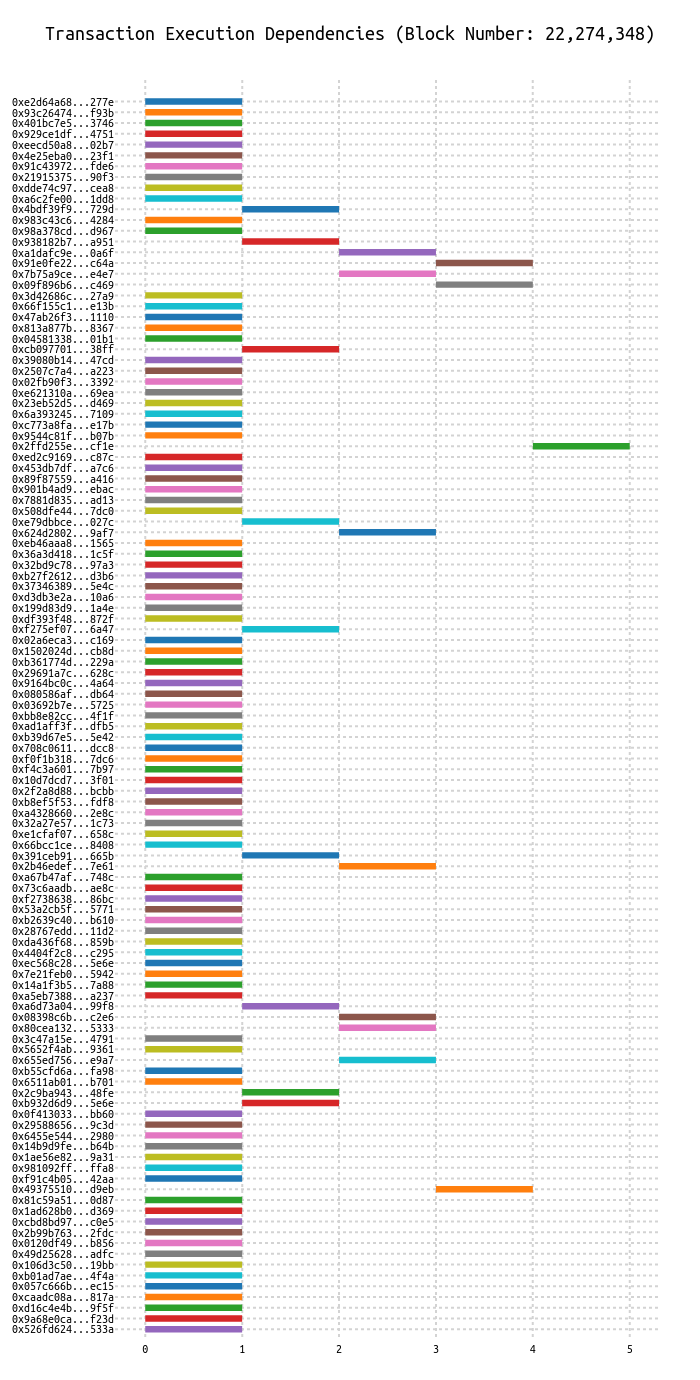 Transaction Execution Dependencies (Block Number: 22,274,348)
0xe2d64a68...277e
0x93c26474...f93b
0x401bc7e5...3746
0x929ce1df...4751
0xeecd50a8...02b7
0x4e25eba0...23f1
0x91c43972...fde6
0x21915375...90f3
0xdde74c97...cea8
0xa6c2fe00...1dd8
0x4bdf39f9...729d
0x983c43c6...4284
0x98a378cd...d967
0x938182b7...a951
0xa1dafc9e...0a6f
0x91e0fe22...c64a
0x7b75a9ce...e4e7
0x09f896b6...c469
0x3d42686c...27a9
0x66f155c1...e13b
0x47ab26f3...1110
0x813a877b...8367
0x04581338...01b1
0xcb097701...38ff
0x39080b14...47cd
0x2507c7a4...a223
0x02fb90f3...3392
0xe621310a...69ea
0x23eb52d5...d469
0x6a393245...7109
0xc773a8fa...e17b
0x9544c81f...b07b
0x2ffd255e...cf1e
0xed2c9169...c87c
0x453db7df...a7c6
0x89f87559...a416
0x901b4ad9...ebac
0x7881d835...ad13
0x508dfe44...7dc0
0xe79dbbce...027c
0x624d2802...9af7
0xeb46aaa8...1565
0x36a3d418...1c5f
0x32bd9c78...97a3
0xb27f2612...d3b6
0x37346389...5e4c
0xd3db3e2a...10a6
0x199d83d9...1a4e
0xdf393f48...872f
0xf275ef07...6a47
0x02a6eca3...c169
0x1502024d...cb8d
0xb361774d...229a
0x29691a7c...628c
0x9164bc0c...4a64
0x080586af...db64
0x03692b7e...5725
0xbb8e82cc...4f1f
0xad1aff3f...dfb5
0xb39d67e5...5e42
0x708c0611...dcc8
0xf0f1b318...7dc6
0xf4c3a601...7b97
0x10d7dcd7...3f01
0x2f2a8d88...bcbb
0xb8ef5f53...fdf8
0xa4328660...2e8c
0x32a27e57...1c73
0xe1cfaf07...658c
0x66bcc1ce...8408
0x391ceb91...665b
0x2b46edef...7e61
0xa67b47af...748c
0x73c6aadb...ae8c
0xf2738638...86bc
0x53a2cb5f...5771
0xb2639c40...b610
0x28767edd...11d2
0xda436f68...859b
0x4404f2c8...c295
0xec568c28...5e6e
0x7e21feb0...5942
0x14a1f3b5...7a88
0xa5eb7388...a237
0xa6d73a04...99f8
0x08398c6b...c2e6
0x80cea132...5333
0x3c47a15e...4791
0x5652f4ab...9361
0x655ed756...e9a7
0xb55cfd6a...fa98
0x6511ab01...b701
0x2c9ba943...48fe
0xb932d6d9...5e6e
0x0f413033...bb60
0x29588656...9c3d
0x6455e544...2980
0x14b9d9fe...b64b
0x1ae56e82...9a31
0x981092ff...ffa8
0xf91c4b05...42aa
0x49375510...d9eb
0x81c59a51...0d87
0x1ad628b0...d369
0xcbd8bd97...c0e5
0x2b99b763...2fdc
0x0120df49...b856
0x49d25628...adfc
0x106d3c50...19bb
0xb01ad7ae...4f4a
0x057c666b...ec15
0xcaadc08a...817a
0xd16c4e4b...9f5f
0x9a68e0ca...f23d
0x526fd624...533a
0 1 2 3 4 5